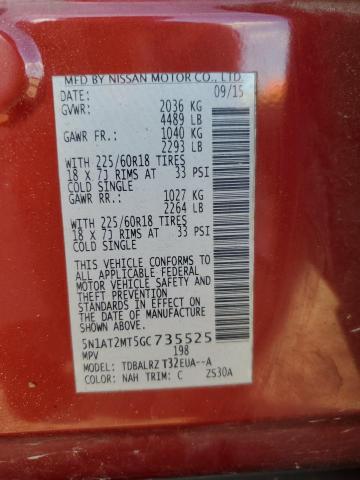 MFD BY NISSAN MOTOR CO., LTD.
DATE: 09/15
GVWR: 2036 KG
4489 LB
GAWR FR.: 1040 KG
2293 LB
WITH 225/60R18 TIRES
18 X 7J RIMS AT 33 PSI
COLD SINGLE
GAWR RR.: 1027 KG
2264 LB
WITH 225/60R18 TIRES
18 X 7J RIMS AT 33 PSI
COLD SINGLE
THIS VEHICLE CONFORMS TO
ALL APPLICABLE FEDERAL
MOTOR VEHICLE SAFETY AND
THEFT PREVENTION
STANDARDS IN EFFECT ON
THE DATE OF MANUFACTURE
SHOWN ABOVE.
5N1AT2MT5GC735525
MPV 198
MODEL: TDBALRZ T32EUA--A
COLOR: NAH TRIM: C ZS30A